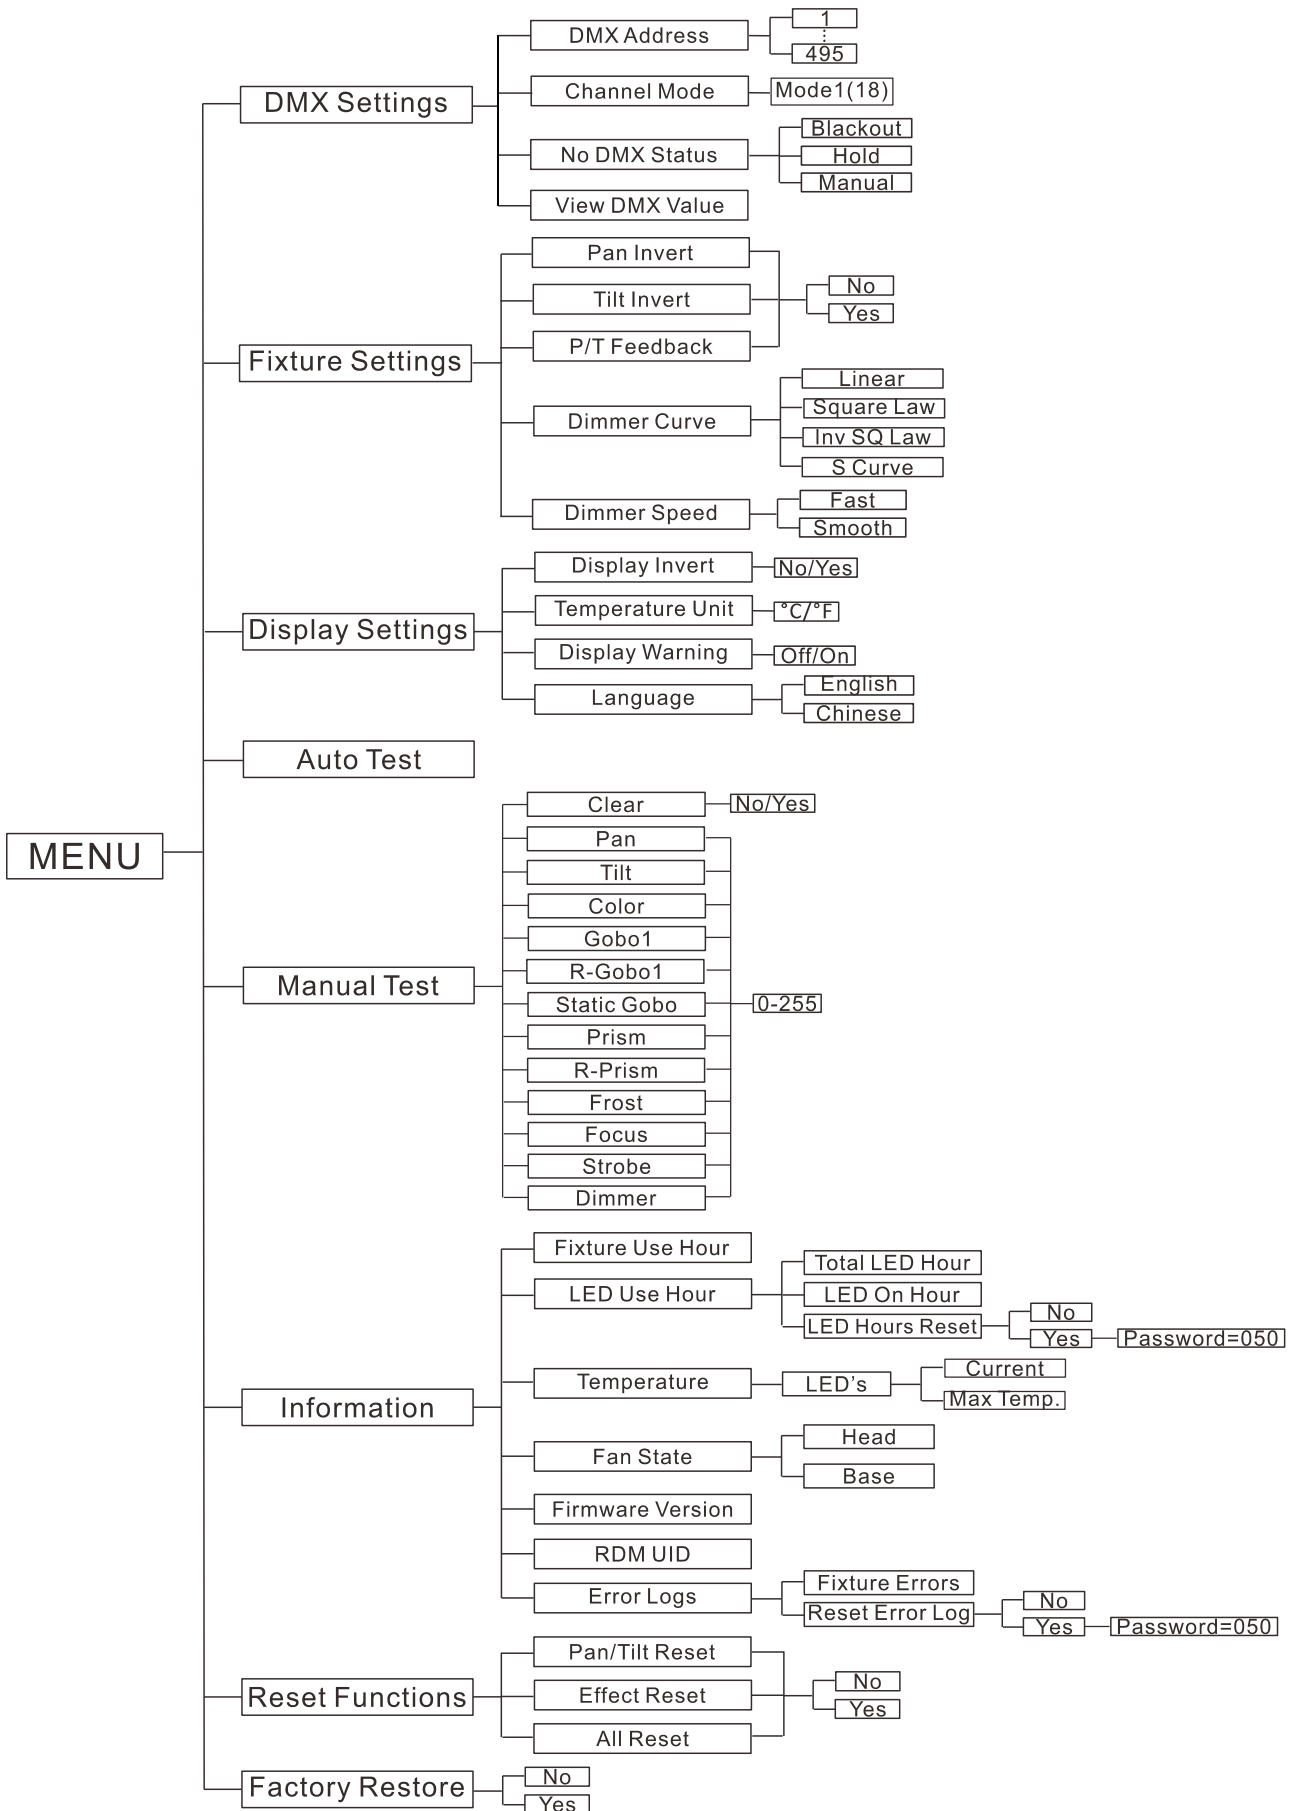 MENU
DMX Settings
DMX Address
1
495
Channel Mode
Mode1(18)
No DMX Status
Blackout
Hold
Manual
View DMX Value
Fixture Settings
Pan Invert
Tilt Invert
P/T Feedback
No
Yes
Dimmer Curve
Linear
Square Law
Inv SQ Law
S Curve
Dimmer Speed
Fast
Smooth
Display Settings
Display Invert
No/Yes
Temperature Unit
°C/°F
Display Warning
Off/On
Language
English
Chinese
Auto Test
Manual Test
Clear
No/Yes
Pan
Tilt
Color
Gobo1
R-Gobo1
Static Gobo
Prism
R-Prism
Frost
Focus
Strobe
Dimmer
0-255
Information
Fixture Use Hour
LED Use Hour
Total LED Hour
LED On Hour
LED Hours Reset
No
Yes
Password=050
Temperature
LED’s
Current
Max Temp.
Fan State
Head
Base
Firmware Version
RDM UID
Error Logs
Fixture Errors
Reset Error Log
No
Yes
Password=050
Reset Functions
Pan/Tilt Reset
Effect Reset
All Reset
No
Yes
Factory Restore
No
Yes